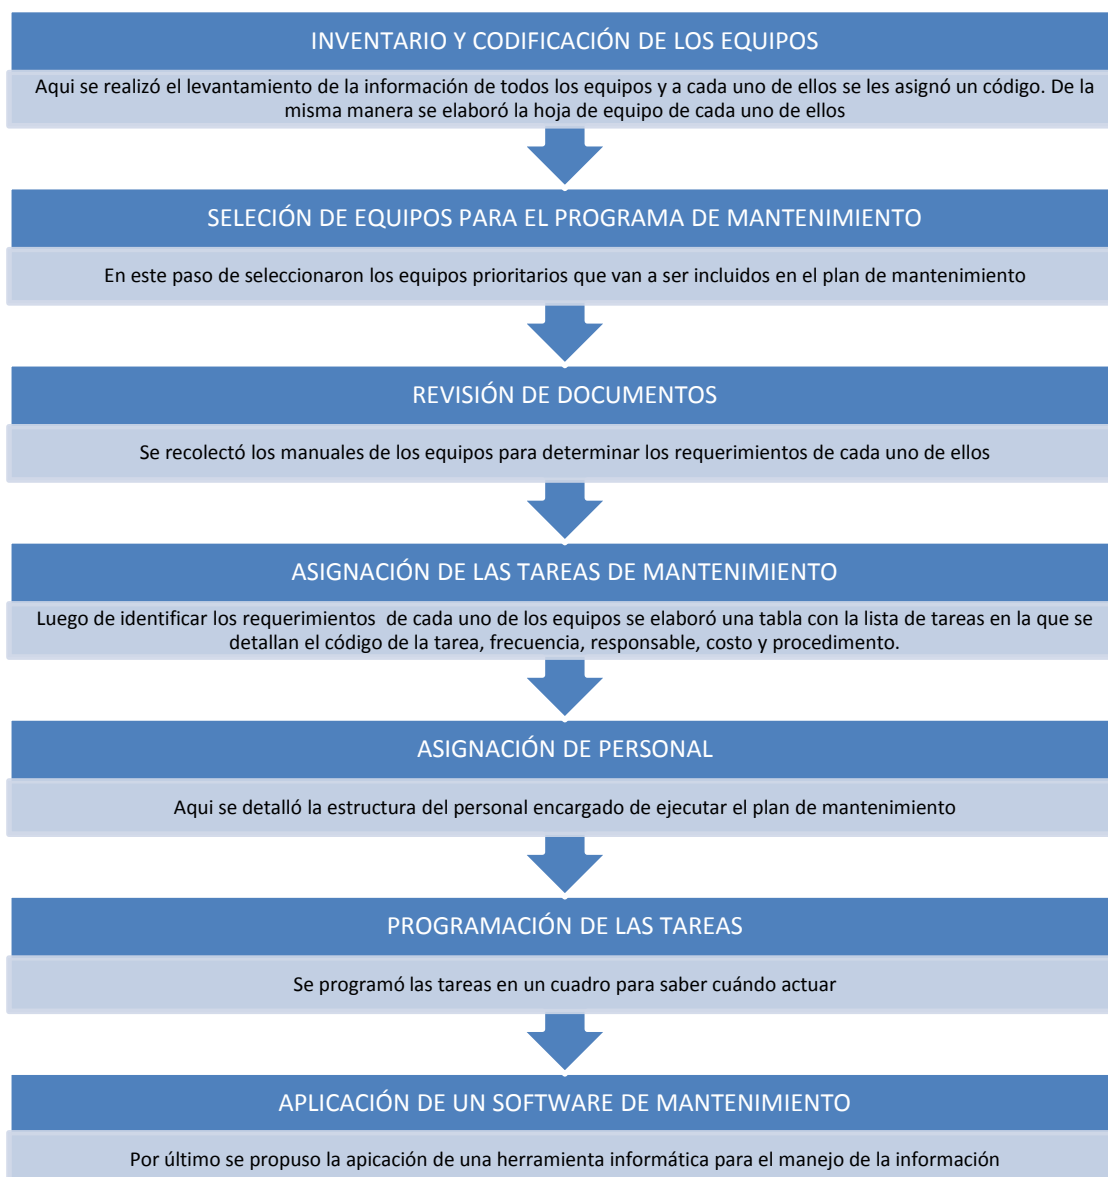 INVENTARIO Y CODIFICACIÓN DE LOS EQUIPOS
Aqui se realizó el levantamiento de la información de todos los equipos y a cada uno de ellos se les asignó un código. De la
misma manera se elaboró la hoja de equipo de cada uno de ellos
SELECIÓN DE EQUIPOS PARA EL PROGRAMA DE MANTENIMIENTO
En este paso de seleccionaron los equipos prioritarios que van a ser incluidos en el plan de mantenimiento
REVISIÓN DE DOCUMENTOS
Se recolectó los manuales de los equipos para determinar los requerimientos de cada uno de ellos
ASIGNACIÓN DE LAS TAREAS DE MANTENIMIENTO
Luego de identificar los requerimientos de cada uno de los equipos se elaboró una tabla con la lista de tareas en la que se
detallan el código de la tarea, frecuencia, responsable, costo y procedimento.
ASIGNACIÓN DE PERSONAL
Aqui se detalló la estructura del personal encargado de ejecutar el plan de mantenimiento
PROGRAMACIÓN DE LAS TAREAS
Se programó las tareas en un cuadro para saber cuándo actuar
APLICACIÓN DE UN SOFTWARE DE MANTENIMIENTO
Por último se propuso la apicación de una herramienta informática para el manejo de la información